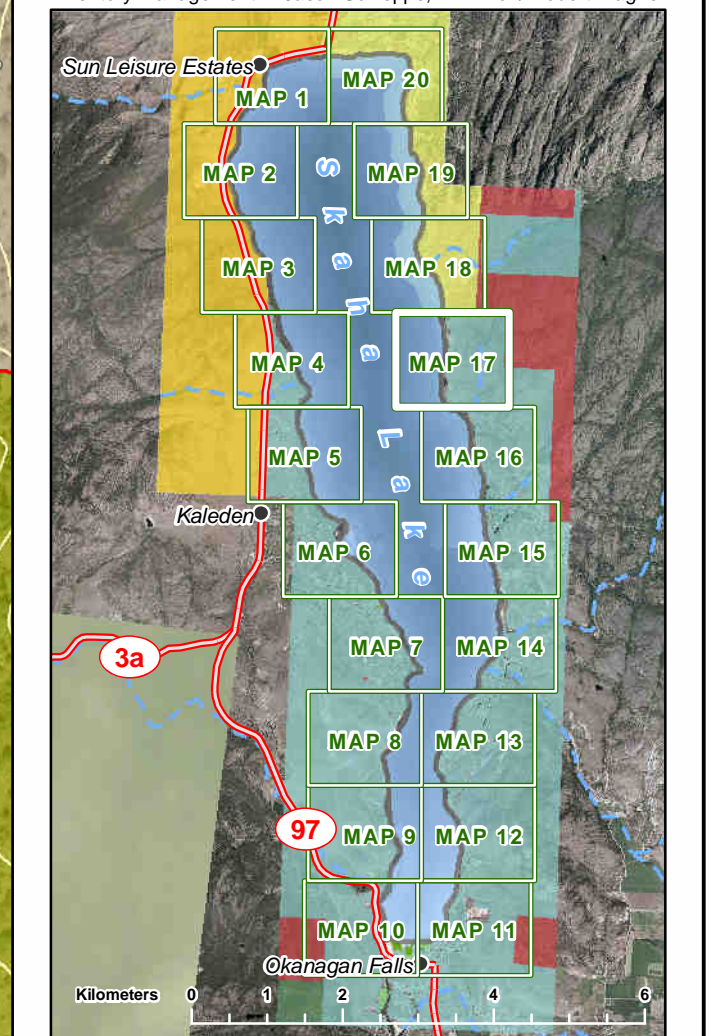 Sun Leisure Estates
MAP 1
MAP 20
MAP 2
MAP 19
MAP 3
MAP 18
MAP 4
MAP 17
MAP 5
MAP 16
Skaha Lake
Kaleden
MAP 6
MAP 15
3a
MAP 7
MAP 14
MAP 8
MAP 13
97
MAP 9
MAP 12
MAP 10
MAP 11
Okanagan Falls
Kilometers 0 1 2 4 6